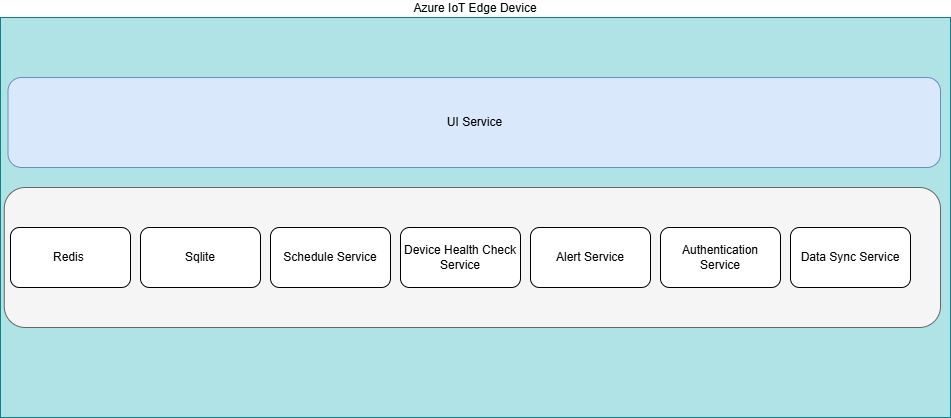 Azure IoT Edge Device
UI Service
Redis
Sqlite
Schedule Service
Device Health Check
Service
Alert Service
Authentication
Service
Data Sync Service